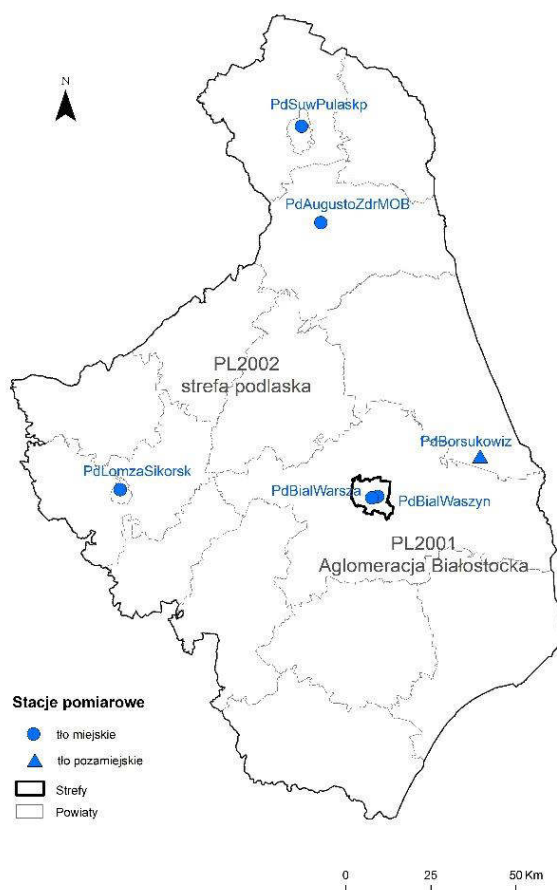 N
PdSuwPulaskp
PdAugustoZdrMOB
PL2002
strefa podlaska
PdBorsukowiz
PdLomzaSikorsk
PdBialWarsza
PdBialWaszyn
PL2001
Aglomeracja Białostocka
Stacje pomiarowe
tło miejskie
tło pozamiejskie
Strefy
Powiaty
0 25 50 Km